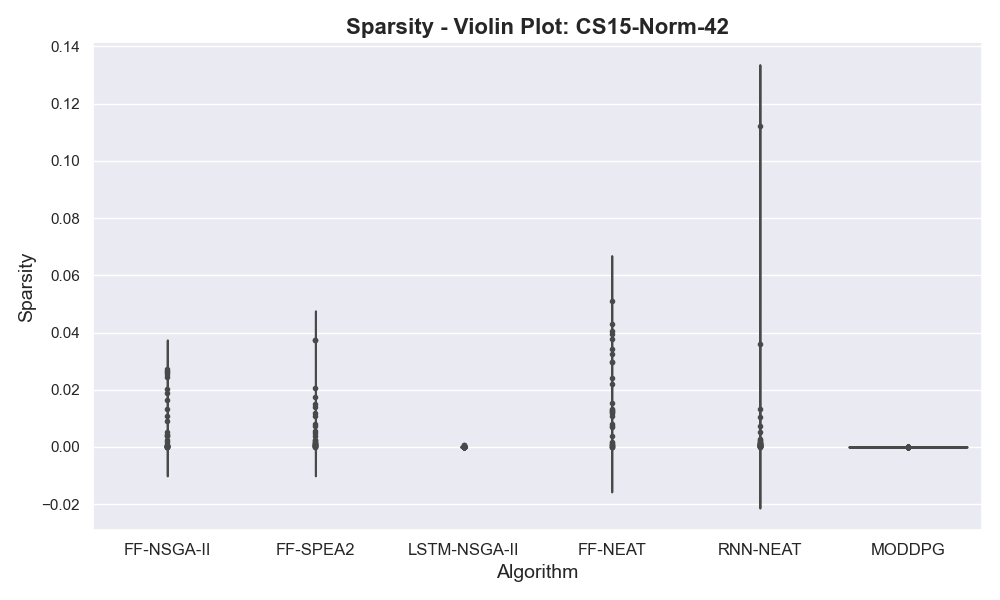 Sparsity - Violin Plot: CS15-Norm-42
Sparsity
0.14
0.12
0.10
0.08
0.06
0.04
0.02
0.00
−0.02
FF-NSGA-II FF-SPEA2 LSTM-NSGA-II FF-NEAT RNN-NEAT MODDPG
Algorithm